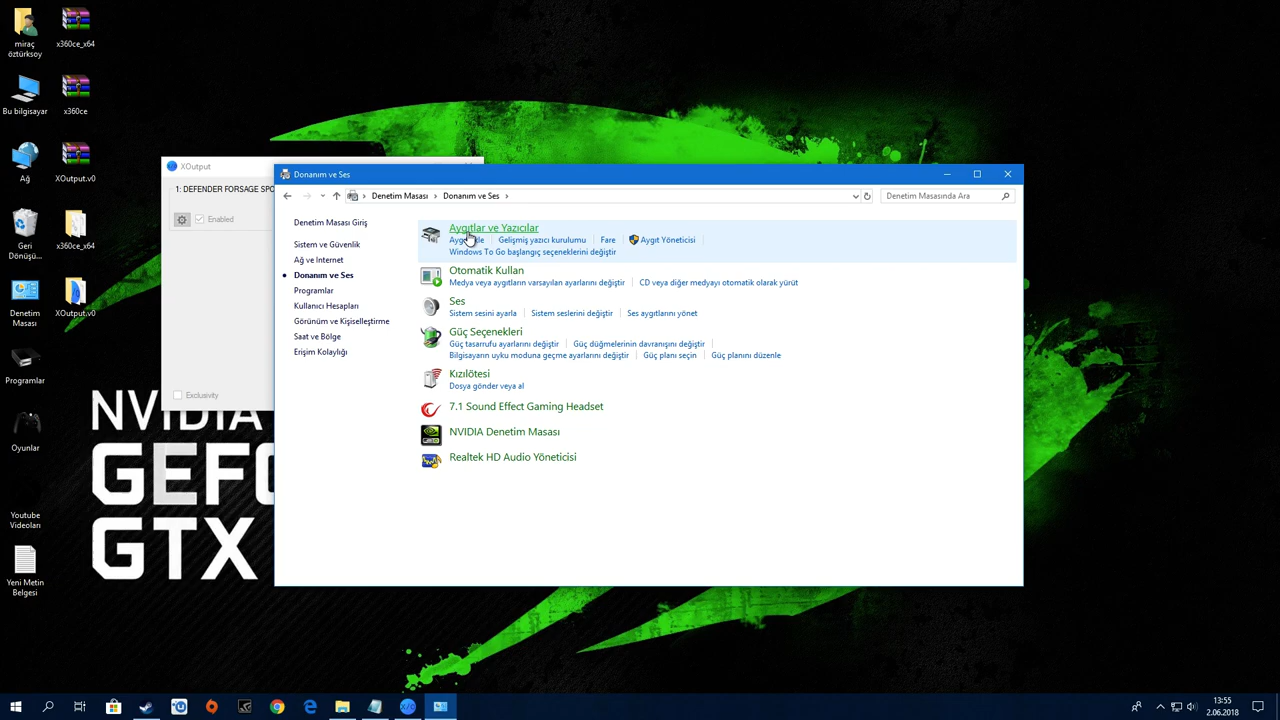 miraç
öztürksoy
x360ce_x64
Bu bilgisayar
x360ce
Ağ
XOutput.v0
Geri
Dönüşü...
x360ce_x64
Denetim
Masası
XOutput.v0
Programlar
Oyunlar
Youtube
Videoları
Yeni Metin
Belgesi
NVIDIA
GEFO
GTX
XOutput
1: DEFENDER FORSAGE SPO
Enabled
Exclusivity
Donanım ve Ses
Denetim Masası
Donanım ve Ses
Denetim Masasında Ara
Denetim Masası Giriş
Sistem ve Güvenlik
Ağ ve Internet
Donanım ve Ses
Programlar
Kullanıcı Hesapları
Görünüm ve Kişiselleştirme
Saat ve Bölge
Erişim Kolaylığı
Aygıtlar ve Yazıcılar
Gelişmiş yazıcı kurulumu Fare Aygıt Yöneticisi
Windows To Go başlangıç seçeneklerini değiştir
Otomatik Kullan
Medya veya aygıtların varsayılan ayarlarını değiştir CD veya diğer medyayı otomatik olarak yürüt
Ses
Sistem sesini ayarla Sistem seslerini değiştir Ses aygıtlarını yönet
Güç Seçenekleri
Güç tasarrufu ayarlarını değiştir Güç düğmelerinin davranışını değiştir
Bilgisayarın uyku moduna geçme ayarlarını değiştir Güç planı seçin Güç planını düzenle
Kızılötesi
Dosya gönder veya al
7.1 Sound Effect Gaming Headset
NVIDIA Denetim Masası
Realtek HD Audio Yöneticisi
13:55
2.06.2018